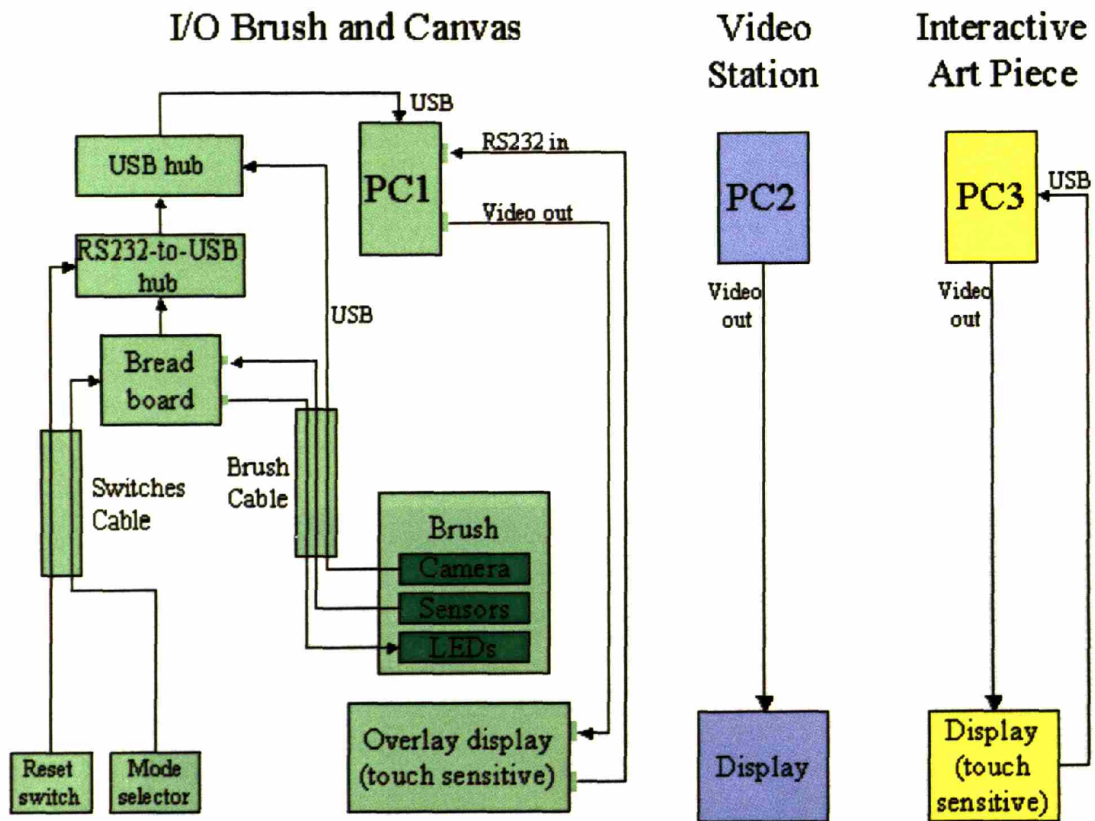 I/O Brush and Canvas
Video
Station
Interactive
Art Piece
USB
USB hub
PC1
RS232 in
Video out
RS232-to-USB
hub
USB
Bread
board
Switches
Cable
Brush
Cable
Brush
Camera
Sensors
LEDs
Reset
switch
Mode
selector
Overlay display
(touch sensitive)
PC2
Video
out
Display
PC3
USB
Video
out
Display
(touch
sensitive)